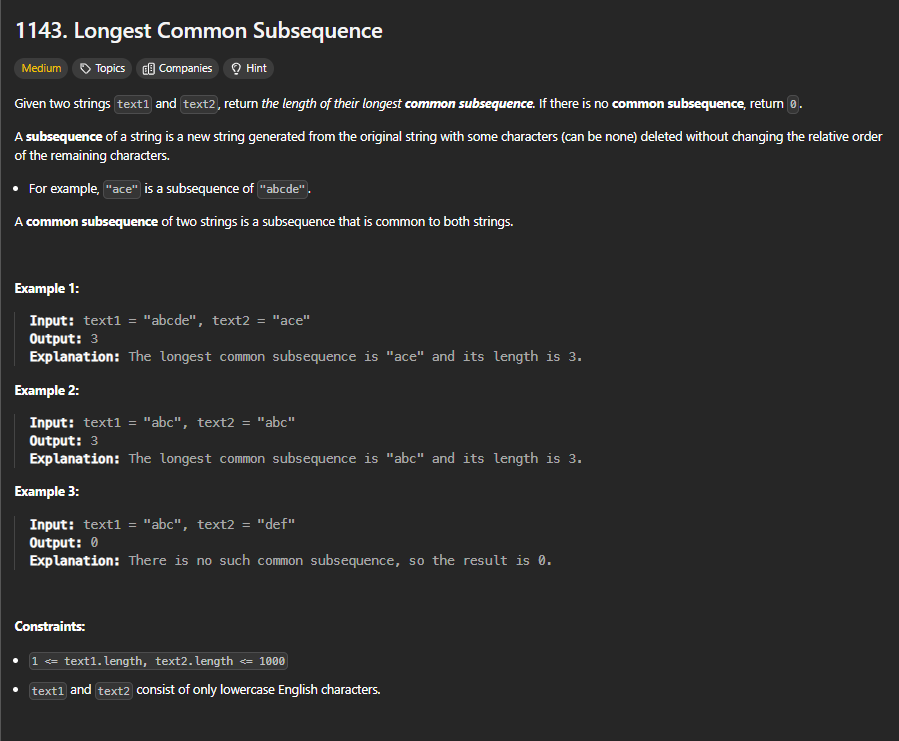 1143. Longest Common Subsequence
Medium Topics Companies Hint
Given two strings text1 and text2, return the length of their longest common subsequence. If there is no common subsequence, return 0.
A subsequence of a string is a new string generated from the original string with some characters (can be none) deleted without changing the relative order
of the remaining characters.
• For example, "ace" is a subsequence of "abcde".
A common subsequence of two strings is a subsequence that is common to both strings.
Example 1:
Input: text1 = "abcde", text2 = "ace"
Output: 3
Explanation: The longest common subsequence is "ace" and its length is 3.
Example 2:
Input: text1 = "abc", text2 = "abc"
Output: 3
Explanation: The longest common subsequence is "abc" and its length is 3.
Example 3:
Input: text1 = "abc", text2 = "def"
Output: 0
Explanation: There is no such common subsequence, so the result is 0.
Constraints:
• 1 <= text1.length, text2.length <= 1000
• text1 and text2 consist of only lowercase English characters.